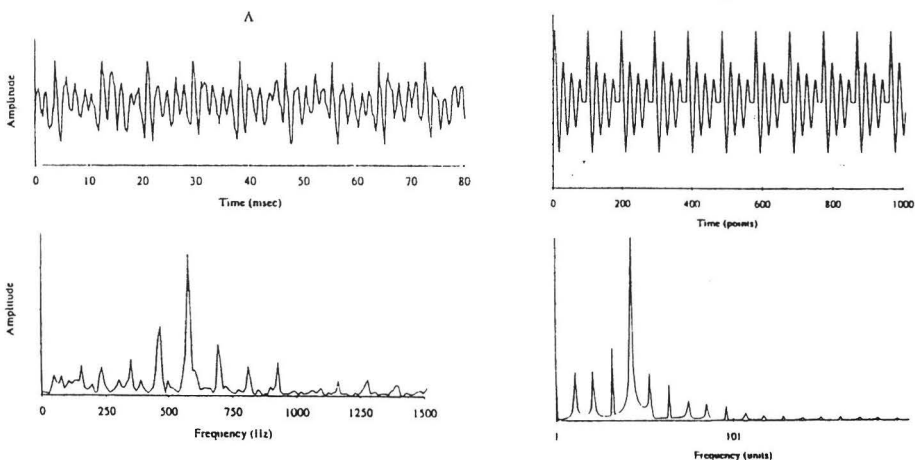 Λ
Amplitude
0 10 20 30 40 50 60 70 80
Time (msec)
0 200 400 600 800 1000
Time (points)
Amplitude
0 250 500 750 1000 1250 1500
Frequency (Hz)
1 101
Frequency (units)